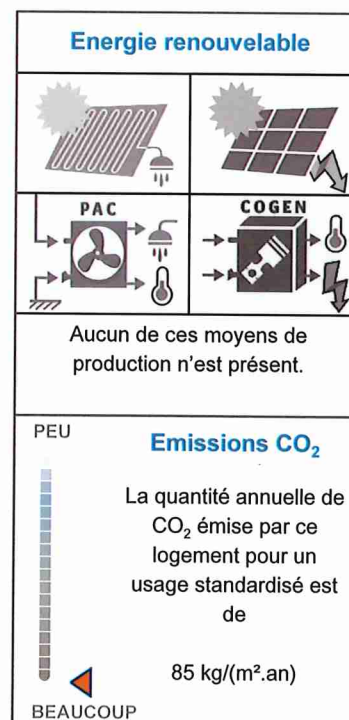 Energie renouvelable
PAC
COGEN
Aucun de ces moyens de
production n'est présent.
PEU
Emissions CO₂
La quantité annuelle de
CO₂ émise par ce
logement pour un
usage standardisé est
de
85 kg/(m².an)
BEAUCOUP